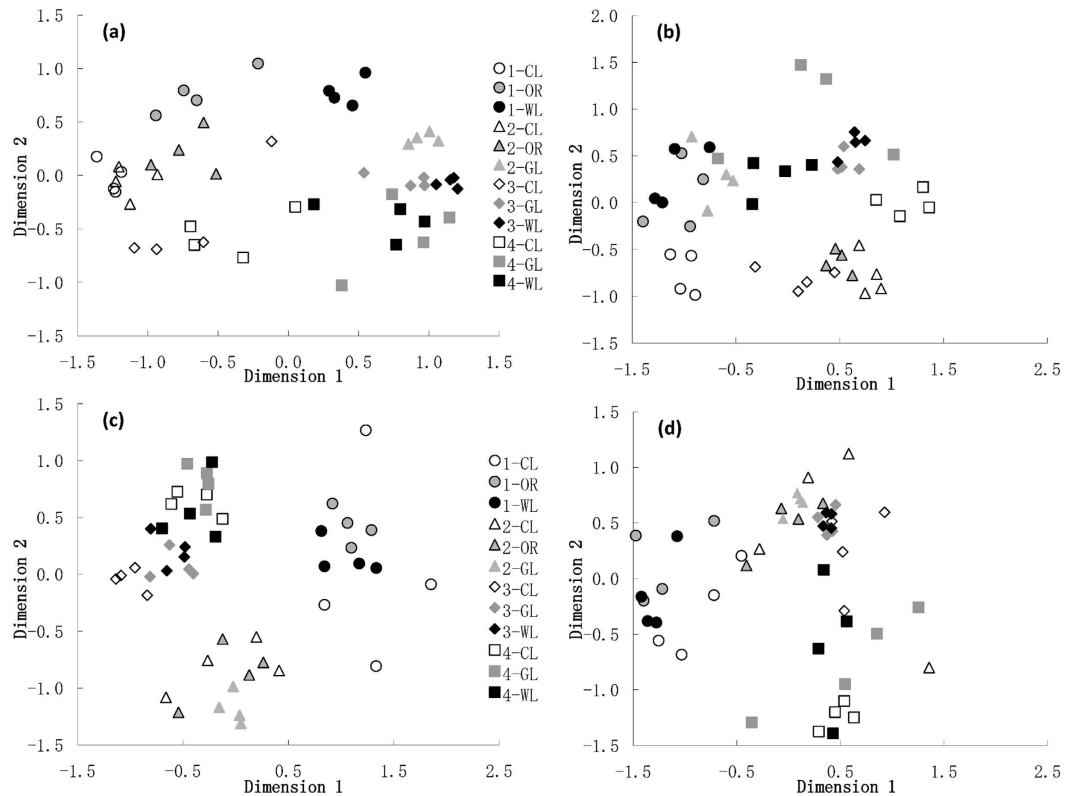 (a)
1.5
1.0
0.5
0.0
-0.5
-1.0
-1.5
Dimension 2
-1.5
-1.0
-0.5
0.0
0.5
1.0
1.5
Dimension 1
1-CL
1-OR
1-WL
2-CL
2-OR
2-GL
3-CL
3-GL
3-WL
4-CL
4-GL
4-WL
(b)
2.0
1.5
1.0
0.5
0.0
-0.5
-1.0
-1.5
Dimension 2
-1.5
-0.5
0.5
1.5
2.5
Dimension 1
(c)
1.5
1.0
0.5
0.0
-0.5
-1.0
-1.5
Dimension 2
-1.5
-0.5
0.5
1.5
2.5
Dimension 1
1-CL
1-OR
1-WL
2-CL
2-OR
2-GL
3-CL
3-GL
3-WL
4-CL
4-GL
4-WL
(d)
1.5
1.0
0.5
0.0
-0.5
-1.0
-1.5
Dimension 2
-1.5
-0.5
0.5
1.5
2.5
Dimension 1